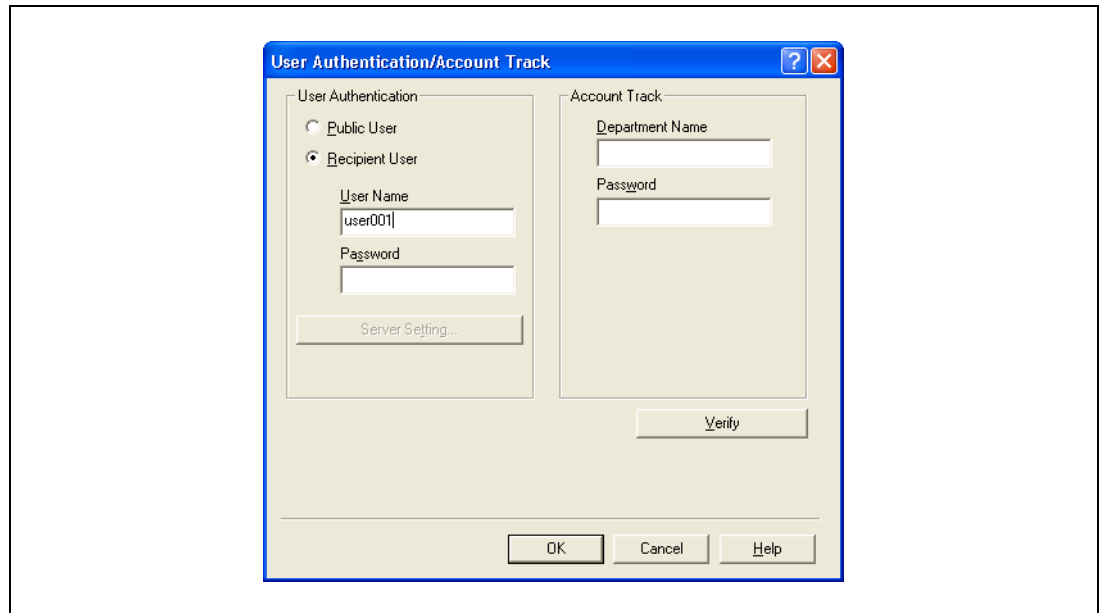 User Authentication/Account Track
User Authentication
Public User
Recipient User
User Name
user001
Password
Server Setting...
Account Track
Department Name
Password
Verify
OK
Cancel
Help